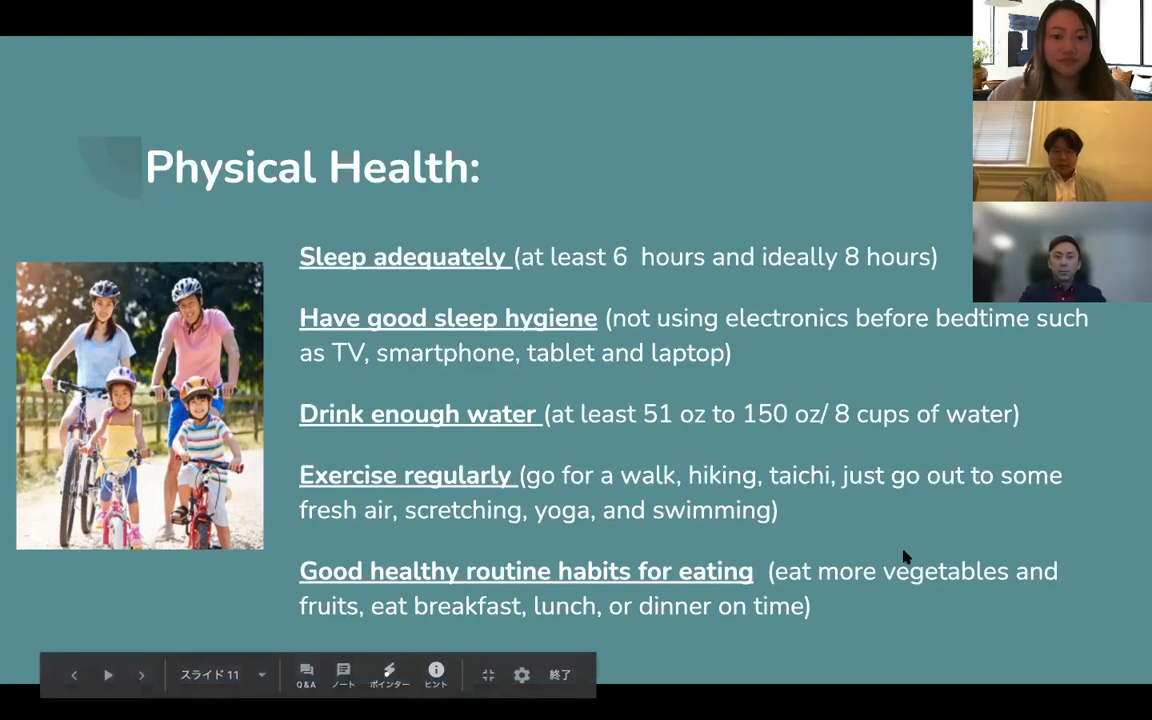 Physical Health:
Sleep adequately (at least 6 hours and ideally 8 hours)
Have good sleep hygiene (not using electronics before bedtime such
as TV, smartphone, tablet and laptop)
Drink enough water (at least 51 oz to 150 oz/ 8 cups of water)
Exercise regularly (go for a walk, hiking, taichi, just go out to some
fresh air, scretching, yoga, and swimming)
Good healthy routine habits for eating (eat more vegetables and
fruits, eat breakfast, lunch, or dinner on time)
スライド 11
Q&A
ノート
ポインター
ヒント
終了